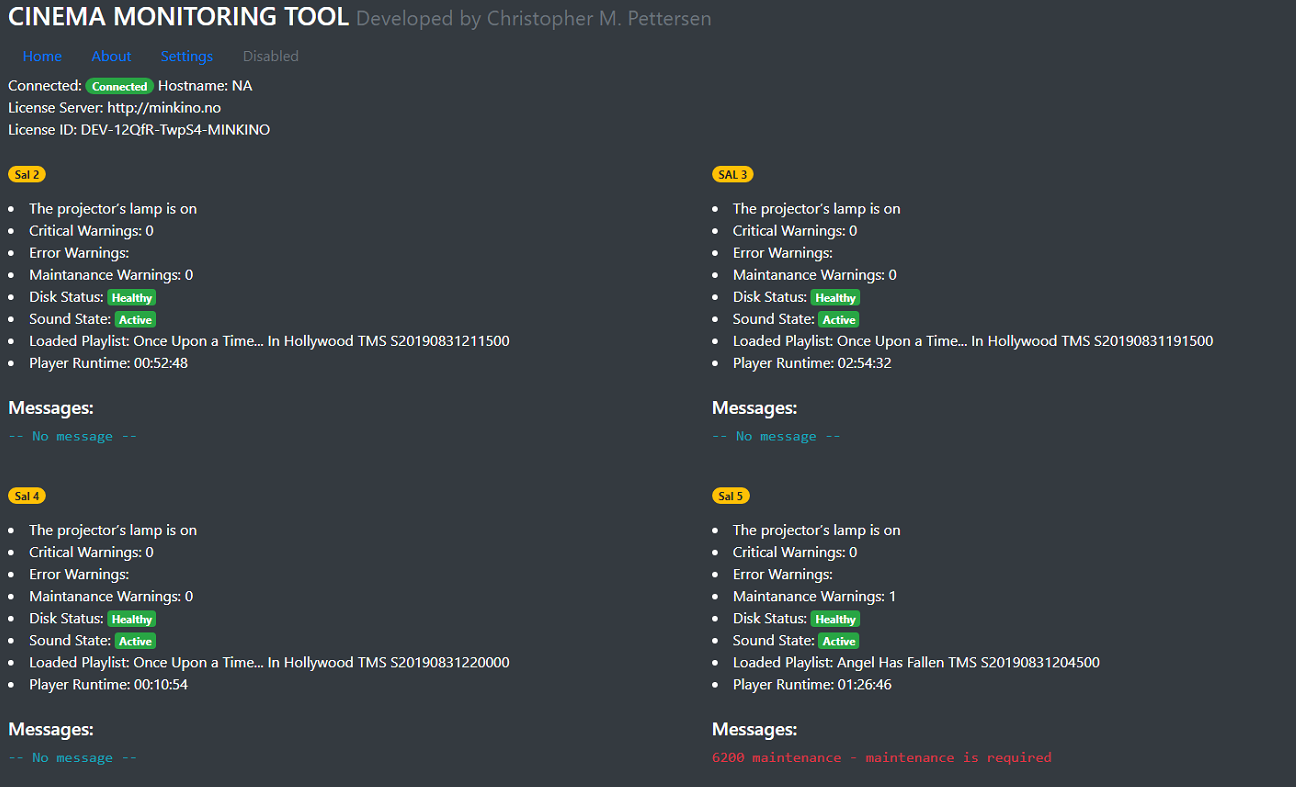 CINEMA MONITORING TOOL Developed by Christopher M. Pettersen
Home About Settings Disabled
Connected: Connected Hostname: NA
License Server: http://minkino.no
License ID: DEV-12QfR-TwpS4-MINKINO
Sal 2
• The projector's lamp is on
• Critical Warnings: 0
• Error Warnings:
• Maintanance Warnings: 0
• Disk Status: Healthy
• Sound State: Active
• Loaded Playlist: Once Upon a Time... In Hollywood TMS S20190831211500
• Player Runtime: 00:52:48
Messages:
-- No message --
SAL 3
• The projector's lamp is on
• Critical Warnings: 0
• Error Warnings:
• Maintanance Warnings: 0
• Disk Status: Healthy
• Sound State: Active
• Loaded Playlist: Once Upon a Time... In Hollywood TMS S20190831191500
• Player Runtime: 02:54:32
Messages:
-- No message --
Sal 4
• The projector's lamp is on
• Critical Warnings: 0
• Error Warnings:
• Maintanance Warnings: 0
• Disk Status: Healthy
• Sound State: Active
• Loaded Playlist: Once Upon a Time... In Hollywood TMS S20190831220000
• Player Runtime: 00:10:54
Messages:
-- No message --
Sal 5
• The projector's lamp is on
• Critical Warnings: 0
• Error Warnings:
• Maintanance Warnings: 1
• Disk Status: Healthy
• Sound State: Active
• Loaded Playlist: Angel Has Fallen TMS S20190831204500
• Player Runtime: 01:26:46
Messages:
6200 maintenance - maintenance is required